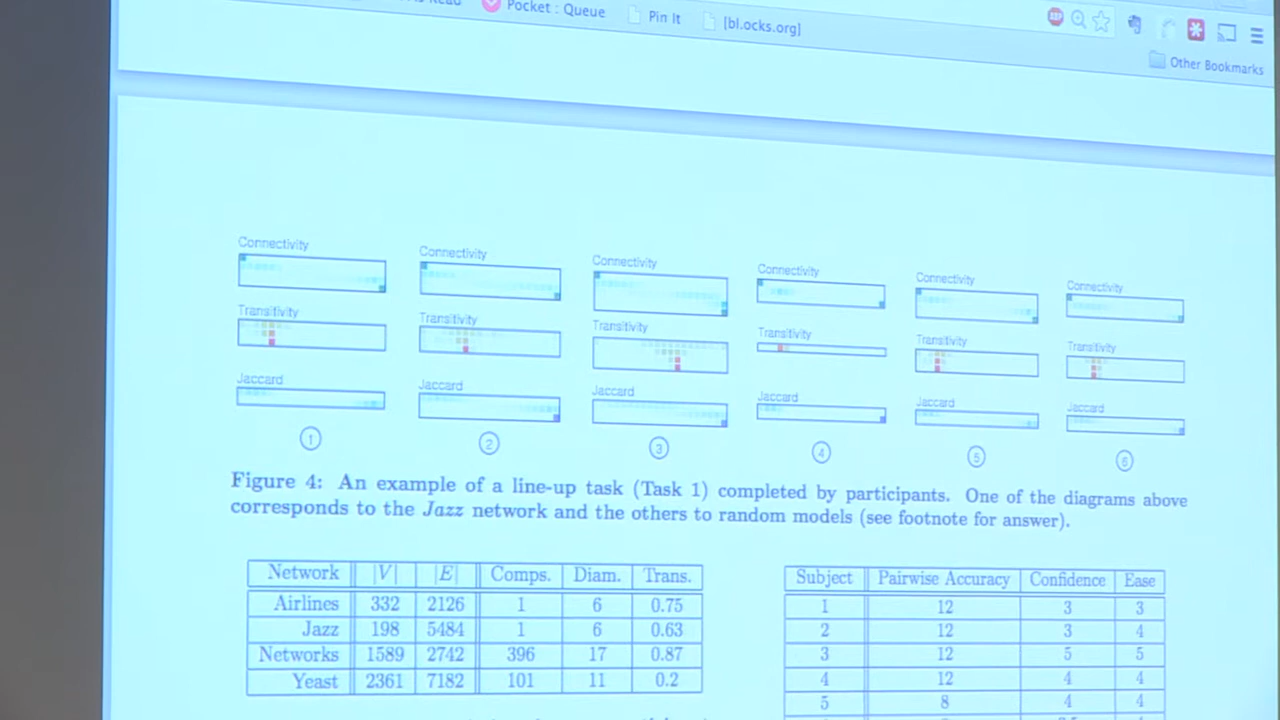 Read
Pocket : Queue
Pin It
[bl.ocks.org]
ABP
Other Bookmarks
Connectivity
Connectivity
Connectivity
Connectivity
Connectivity
Connectivity
Transitivity
Transitivity
Transitivity
Transitivity
Transitivity
Transitivity
Jaccard
Jaccard
Jaccard
Jaccard
Jaccard
Jaccard
1 2 3 4 5 6
Figure 4: An example of a line-up task (Task 1) completed by participants. One of the diagrams above
corresponds to the Jazz network and the others to random models (see footnote for answer).
Network |V| |E| Comps. Diam. Trans.
Airlines 332 2126 1 6 0.75
Jazz 198 5484 1 6 0.63
Networks 1589 2742 396 17 0.87
Yeast 2361 7182 101 11 0.2
Subject Pairwise Accuracy Confidence Ease
1 12 3 3
2 12 3 4
3 12 5 5
4 12 4 4
5 8 4 4